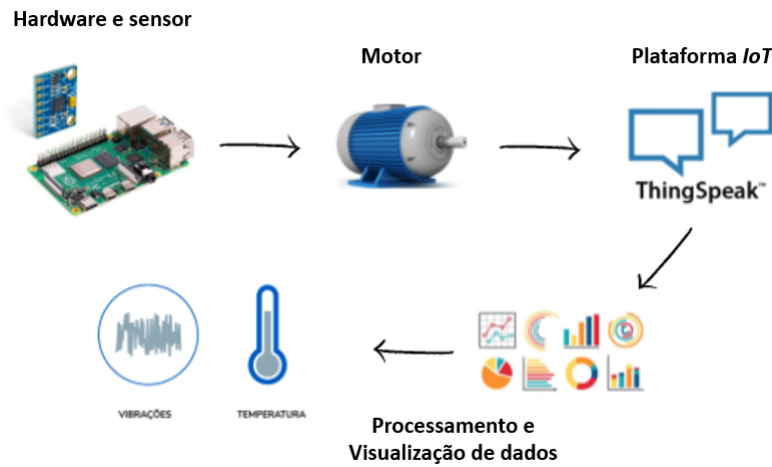 Hardware e sensor
Motor
Plataforma IoT
ThingSpeak™
VIBRAÇÕES
TEMPERATURA
Processamento e
Visualização de dados